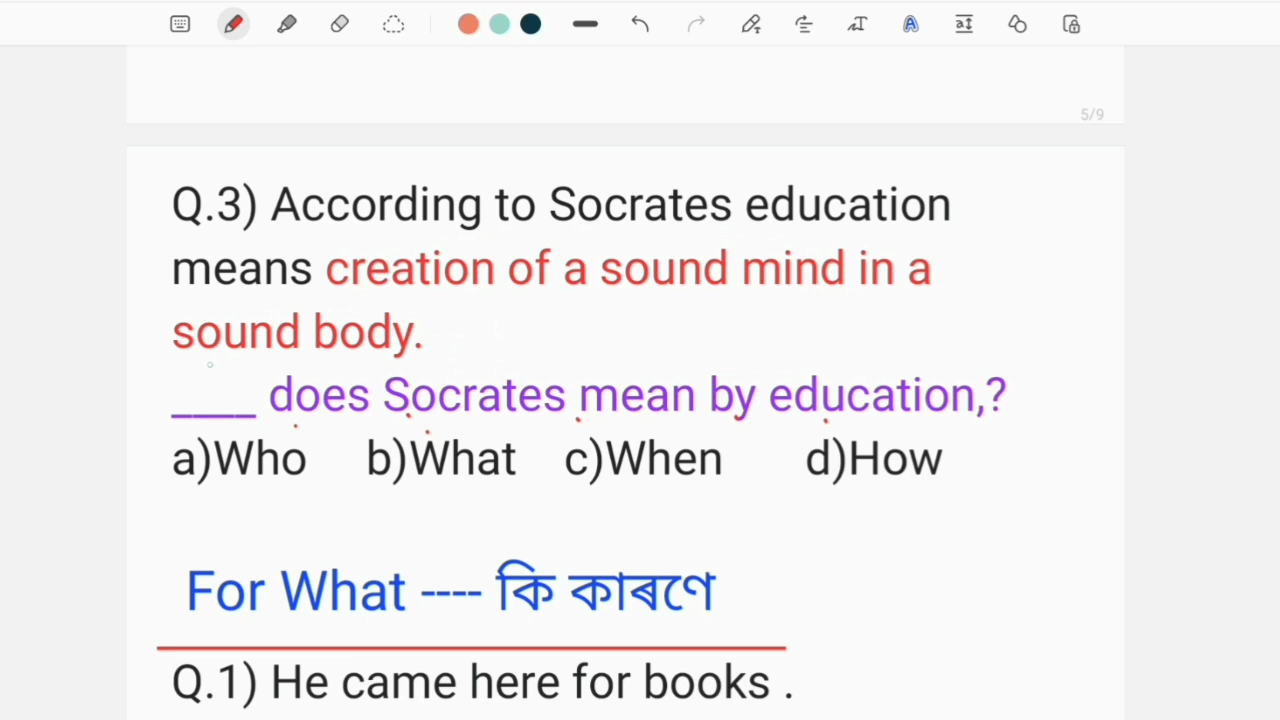 5/9
Q.3) According to Socrates education
means creation of a sound mind in a
sound body.
____ does Socrates mean by education,?
a)Who b)What c)When d)How
For What ---- কি কাৰণে
Q.1) He came here for books .